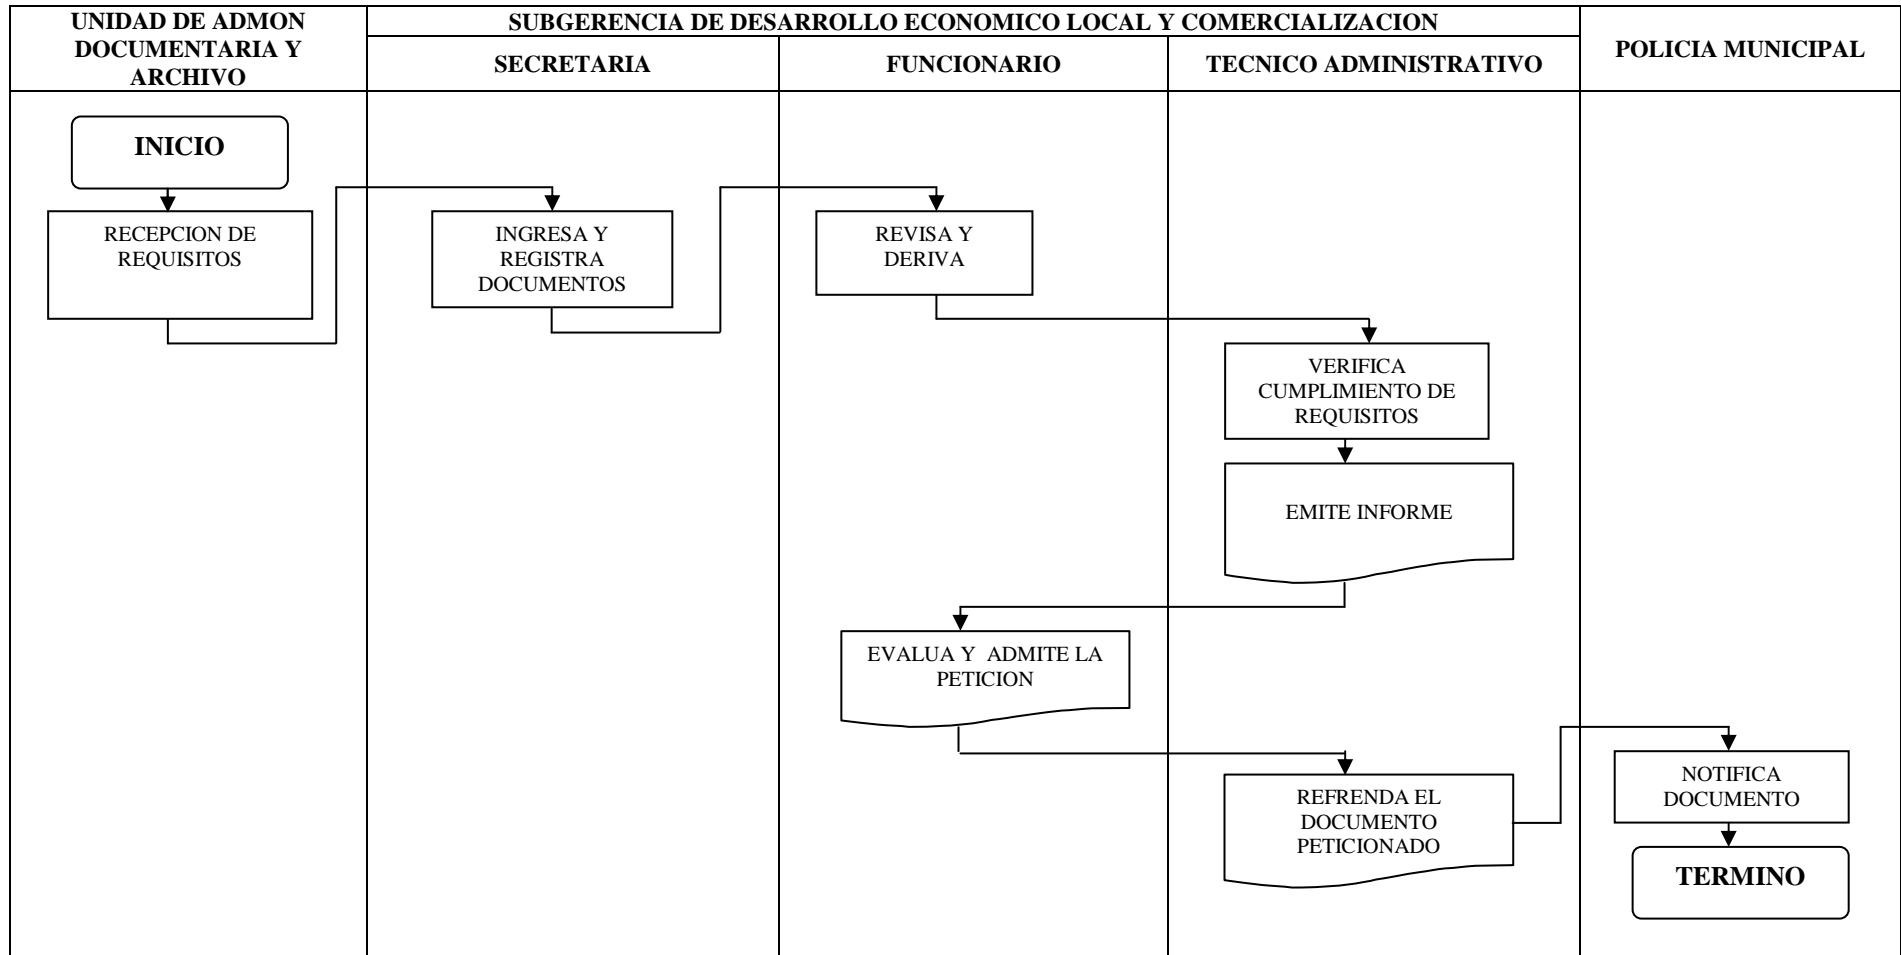 UNIDAD DE ADMON
DOCUMENTARIA Y
ARCHIVO
SUBGERENCIA DE DESARROLLO ECONOMICO LOCAL Y COMERCIALIZACION
SECRETARIA
FUNCIONARIO
TECNICO ADMINISTRATIVO
POLICIA MUNICIPAL
INICIO
RECEPCION DE
REQUISITOS
INGRESA Y
REGISTRA
DOCUMENTOS
REVISA Y
DERIVA
VERIFICA
CUMPLIMIENTO DE
REQUISITOS
EMITE INFORME
EVALUA Y  ADMITE LA
PETICION
REFRENDA EL
DOCUMENTO
PETICIONADO
NOTIFICA
DOCUMENTO
TERMINO